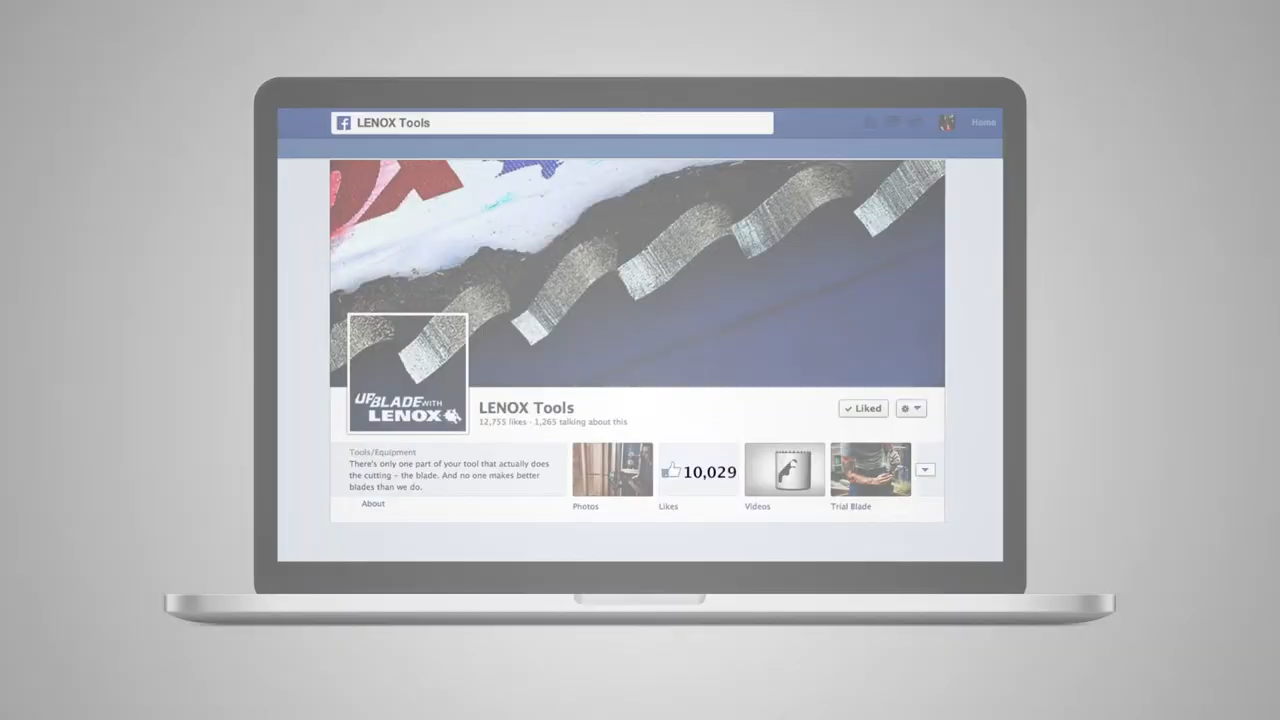 LENOX Tools
Home
UPBLADE WITH
LENOX
LENOX Tools
12,755 likes · 1,265 talking about this
✓ Liked
Tools/Equipment
There's only one part of your tool that actually does
the cutting – the blade. And no one makes better
blades than we do.
About
10,029
Photos
Likes
Videos
Trial Blade